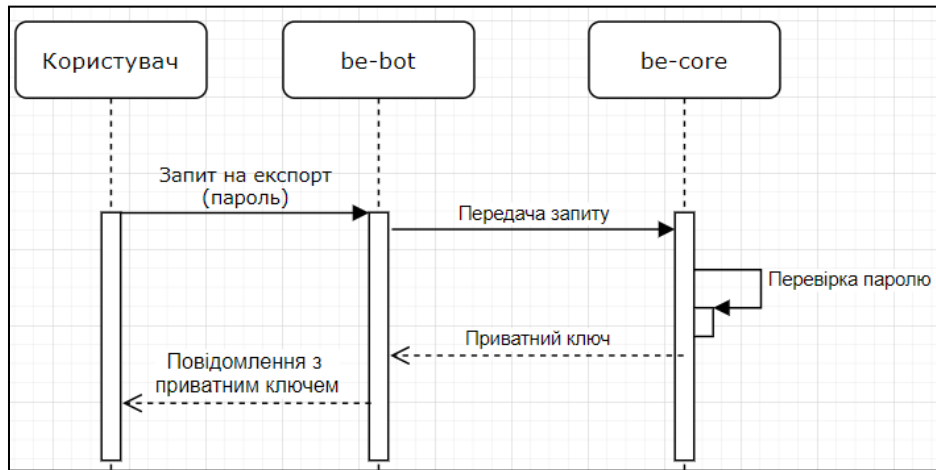 Користувач
be-bot
be-core
Запит на експорт
(пароль)
Передача запиту
Перевірка паролю
Приватний ключ
Повідомлення з
приватним ключем